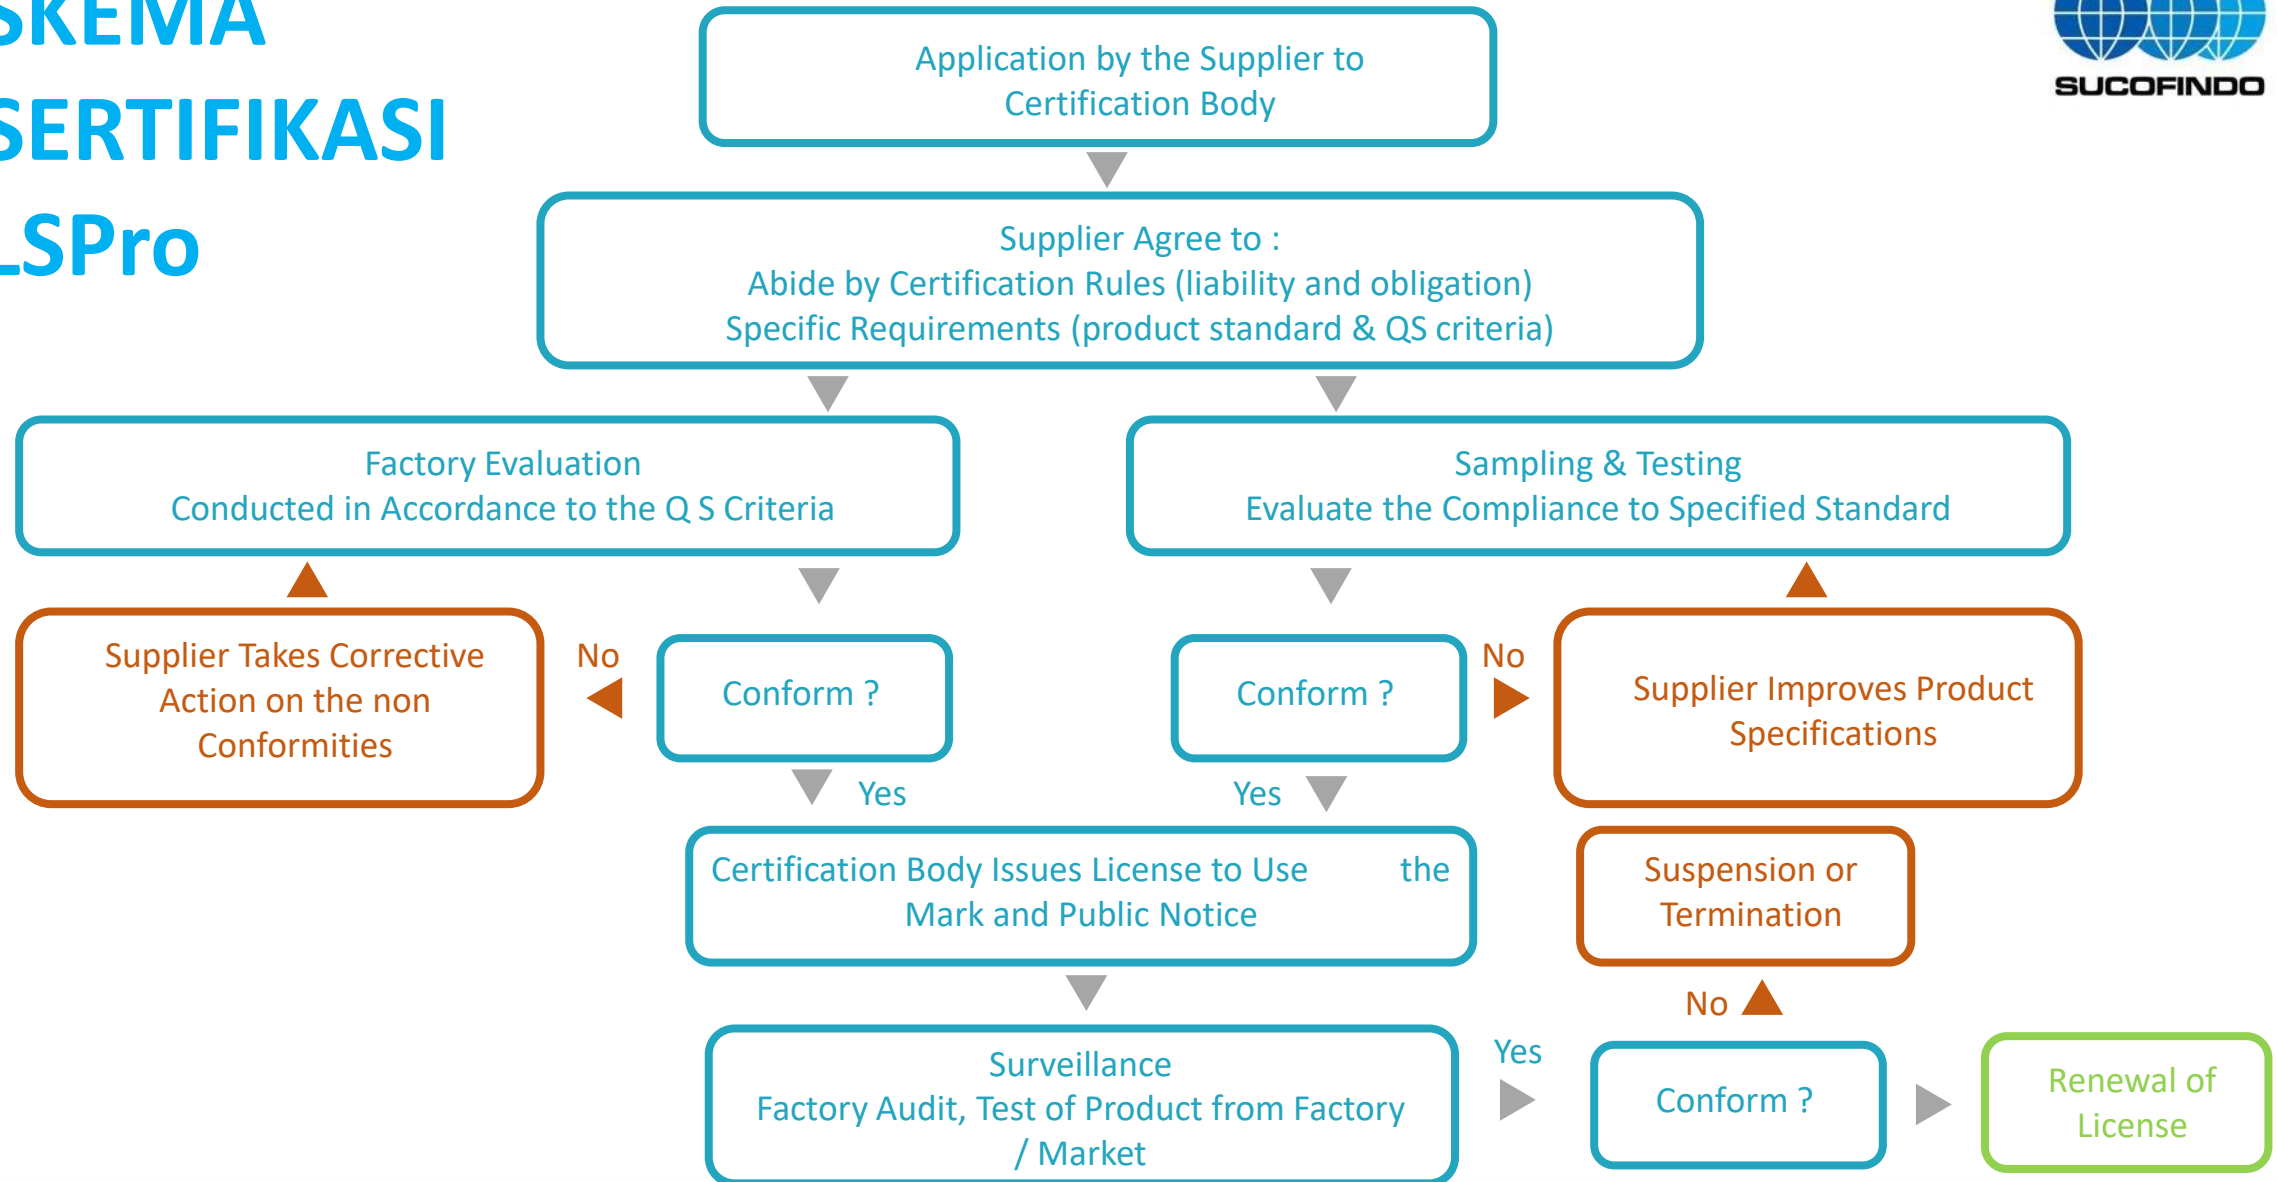 SKEMA
SERTIFIKASI
LSPro
SUCOFINDO
Application by the Supplier to
Certification Body
Supplier Agree to :
Abide by Certification Rules (liability and obligation)
Specific Requirements (product standard & QS criteria)
Factory Evaluation
Conducted in Accordance to the Q S Criteria
Sampling & Testing
Evaluate the Compliance to Specified Standard
Supplier Takes Corrective
Action on the non
Conformities
No
Conform ?
Conform ?
No
Supplier Improves Product
Specifications
Yes
Yes
Certification Body Issues License to Use the
Mark and Public Notice
Suspension or
Termination
No
Surveillance
Factory Audit, Test of Product from Factory
/ Market
Yes
Conform ?
Renewal of
License